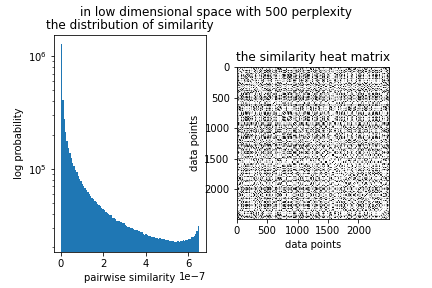 in low dimensional space with 500 perplexity
the distribution of similarity
10^6
10^5
log probability
0 2 4 6
1e-7
pairwise similarity
the similarity heat matrix
0
500
1000
1500
2000
data points
0 500 1000 1500 2000
data points